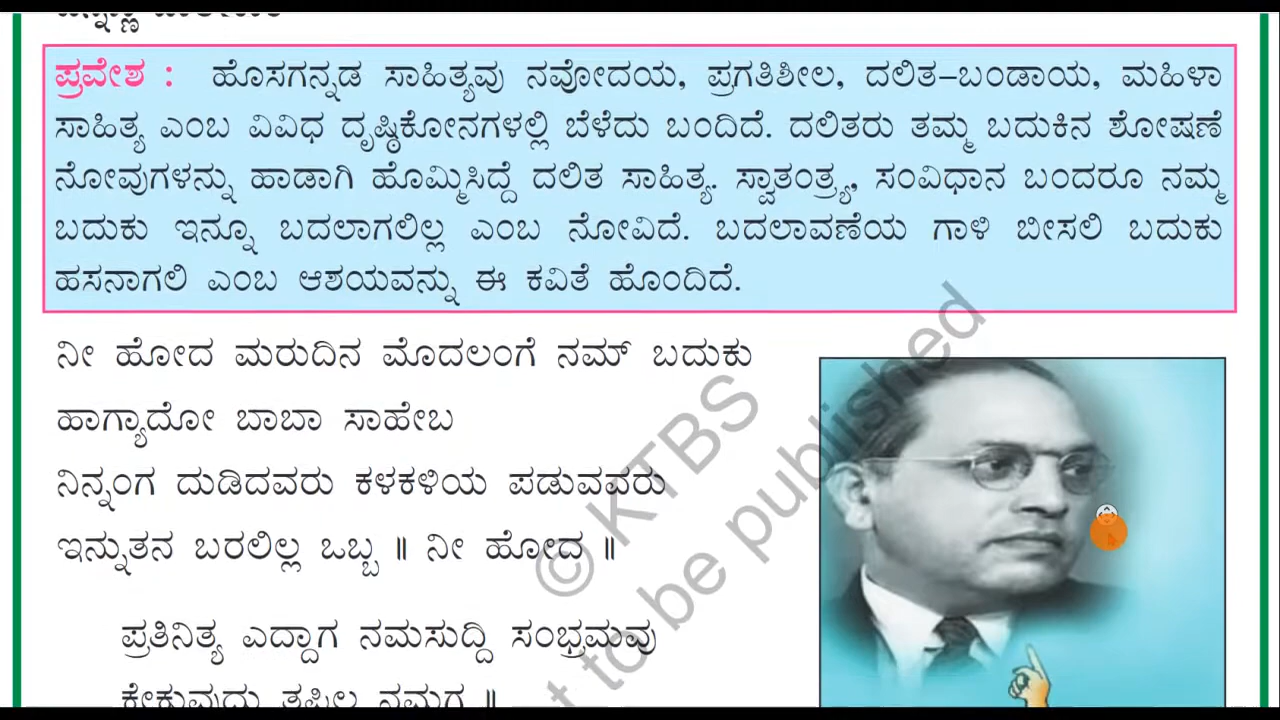 ಪ್ರವೇಶ : ಹೊಸಗನ್ನಡ ಸಾಹಿತ್ಯವು ನವೋದಯ, ಪ್ರಗತಿಶೀಲ, ದಲಿತ–ಬಂಡಾಯ, ಮಹಿಳಾ
ಸಾಹಿತ್ಯ ಎಂಬ ವಿವಿಧ ದೃಷ್ಠಿಕೋನಗಳಲ್ಲಿ ಬೆಳೆದು ಬಂದಿದೆ. ದಲಿತರು ತಮ್ಮ ಬದುಕಿನ ಶೋಷಣೆ
ನೋವುಗಳನ್ನು ಹಾಡಾಗಿ ಹೊಮ್ಮಿಸಿದ್ದೆ ದಲಿತ ಸಾಹಿತ್ಯ. ಸ್ವಾತಂತ್ರ್ಯ, ಸಂವಿಧಾನ ಬಂದರೂ ನಮ್ಮ
ಬದುಕು ಇನ್ನೂ ಬದಲಾಗಲಿಲ್ಲ ಎಂಬ ನೋವಿದೆ. ಬದಲಾವಣೆಯ ಗಾಳಿ ಬೀಸಲಿ ಬದುಕು
ಹಸನಾಗಲಿ ಎಂಬ ಆಶಯವನ್ನು ಈ ಕವಿತೆ ಹೊಂದಿದೆ.
ನೀ ಹೋದ ಮರುದಿನ ಮೊದಲಂಗೆ ನಮ್ ಬದುಕು
ಹಾಗ್ಯಾದೋ ಬಾಬಾ ಸಾಹೇಬ
ನಿನ್ನಂಗ ದುಡಿದವರು ಕಳಕಳಿಯ ಪಡುವವರು
ಇನ್ನುತನ ಬರಲಿಲ್ಲ ಒಬ್ಬ ॥ ನೀ ಹೋದ ॥
ಪ್ರತಿನಿತ್ಯ ಎದ್ದಾಗ ನಮಸುದ್ದಿ ಸಂಭ್ರಮವು
ಕೇಳುವುದು ತಪ್ಪಿಲ್ಲ ನಮಗ ॥
© KTBS
to be published